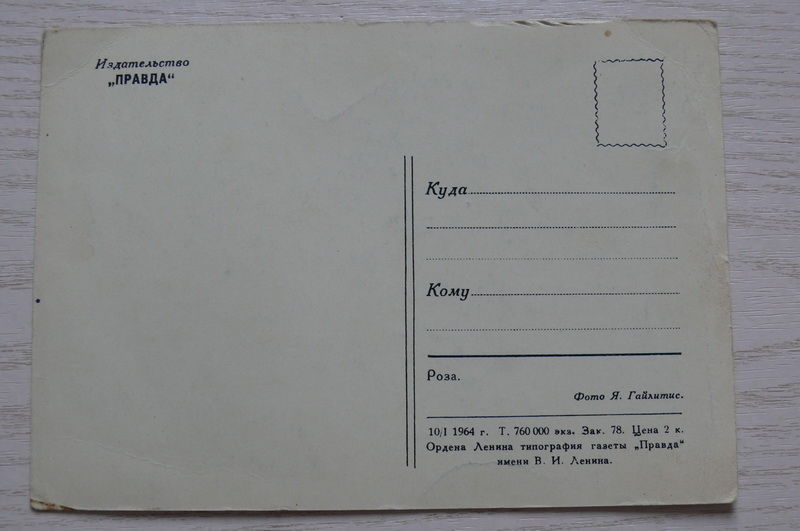 Издательство
„ПРАВДА“
Куда
Кому
Роза.
Фото Я. Гайлитис.
10/I 1964 г. Т. 760 000 экз. Зак. 78. Цена 2 к.
Ордена Ленина типография газеты „Правда“
имени В. И. Ленина.